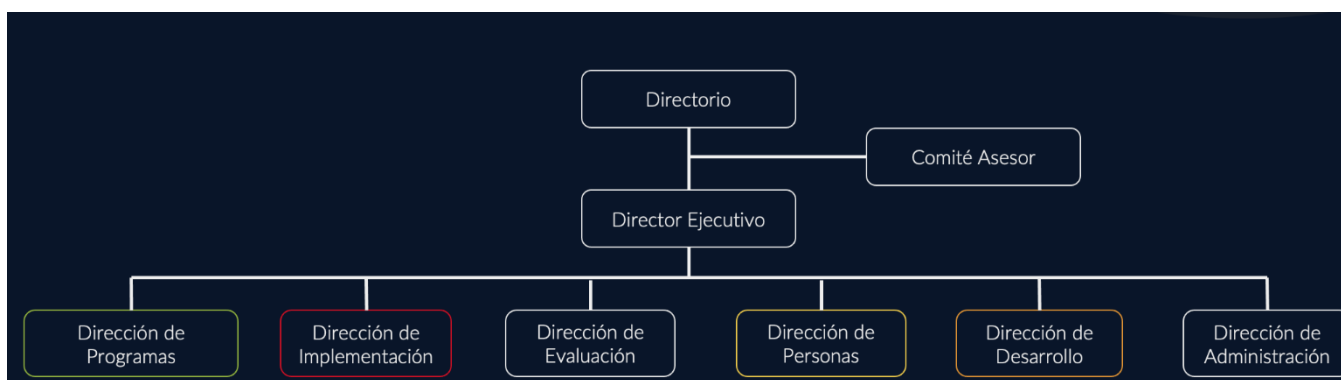 Directorio
Comité Asesor
Director Ejecutivo
Dirección de
Programas
Dirección de
Implementación
Dirección de
Evaluación
Dirección de
Personas
Dirección de
Desarrollo
Dirección de
Administración